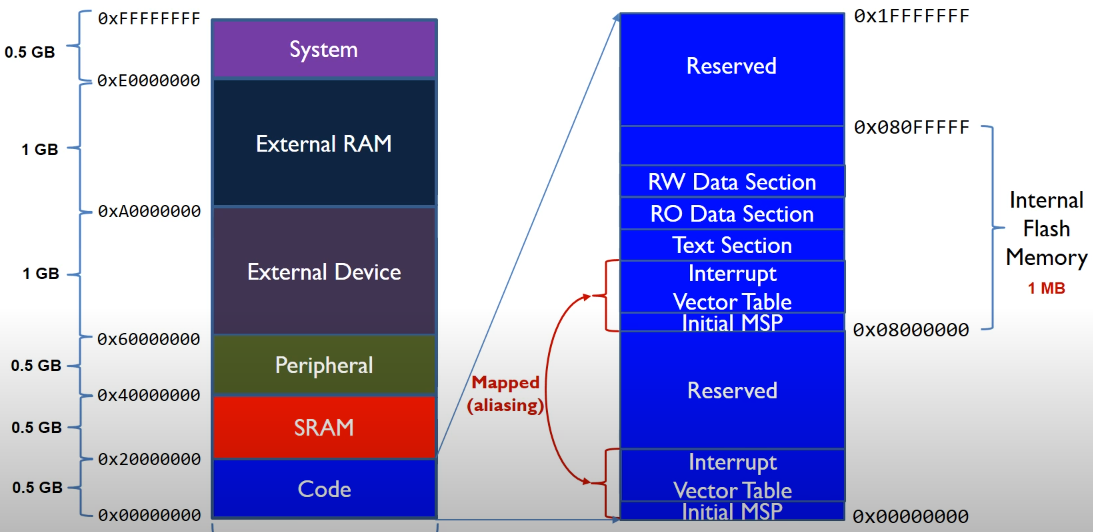 0xFFFFFFFF
0.5 GB
System
0xE0000000
1 GB
External RAM
0xA0000000
1 GB
External Device
0x60000000
0.5 GB
Peripheral
0x40000000
0.5 GB
SRAM
0x20000000
0.5 GB
Code
0x00000000
0x1FFFFFFF
Reserved
0x080FFFFF
RW Data Section
RO Data Section
Text Section
Interrupt
Vector Table
Initial MSP
0x08000000
Internal
Flash
Memory
1 MB
Mapped
(aliasing)
Reserved
Interrupt
Vector Table
Initial MSP
0x00000000